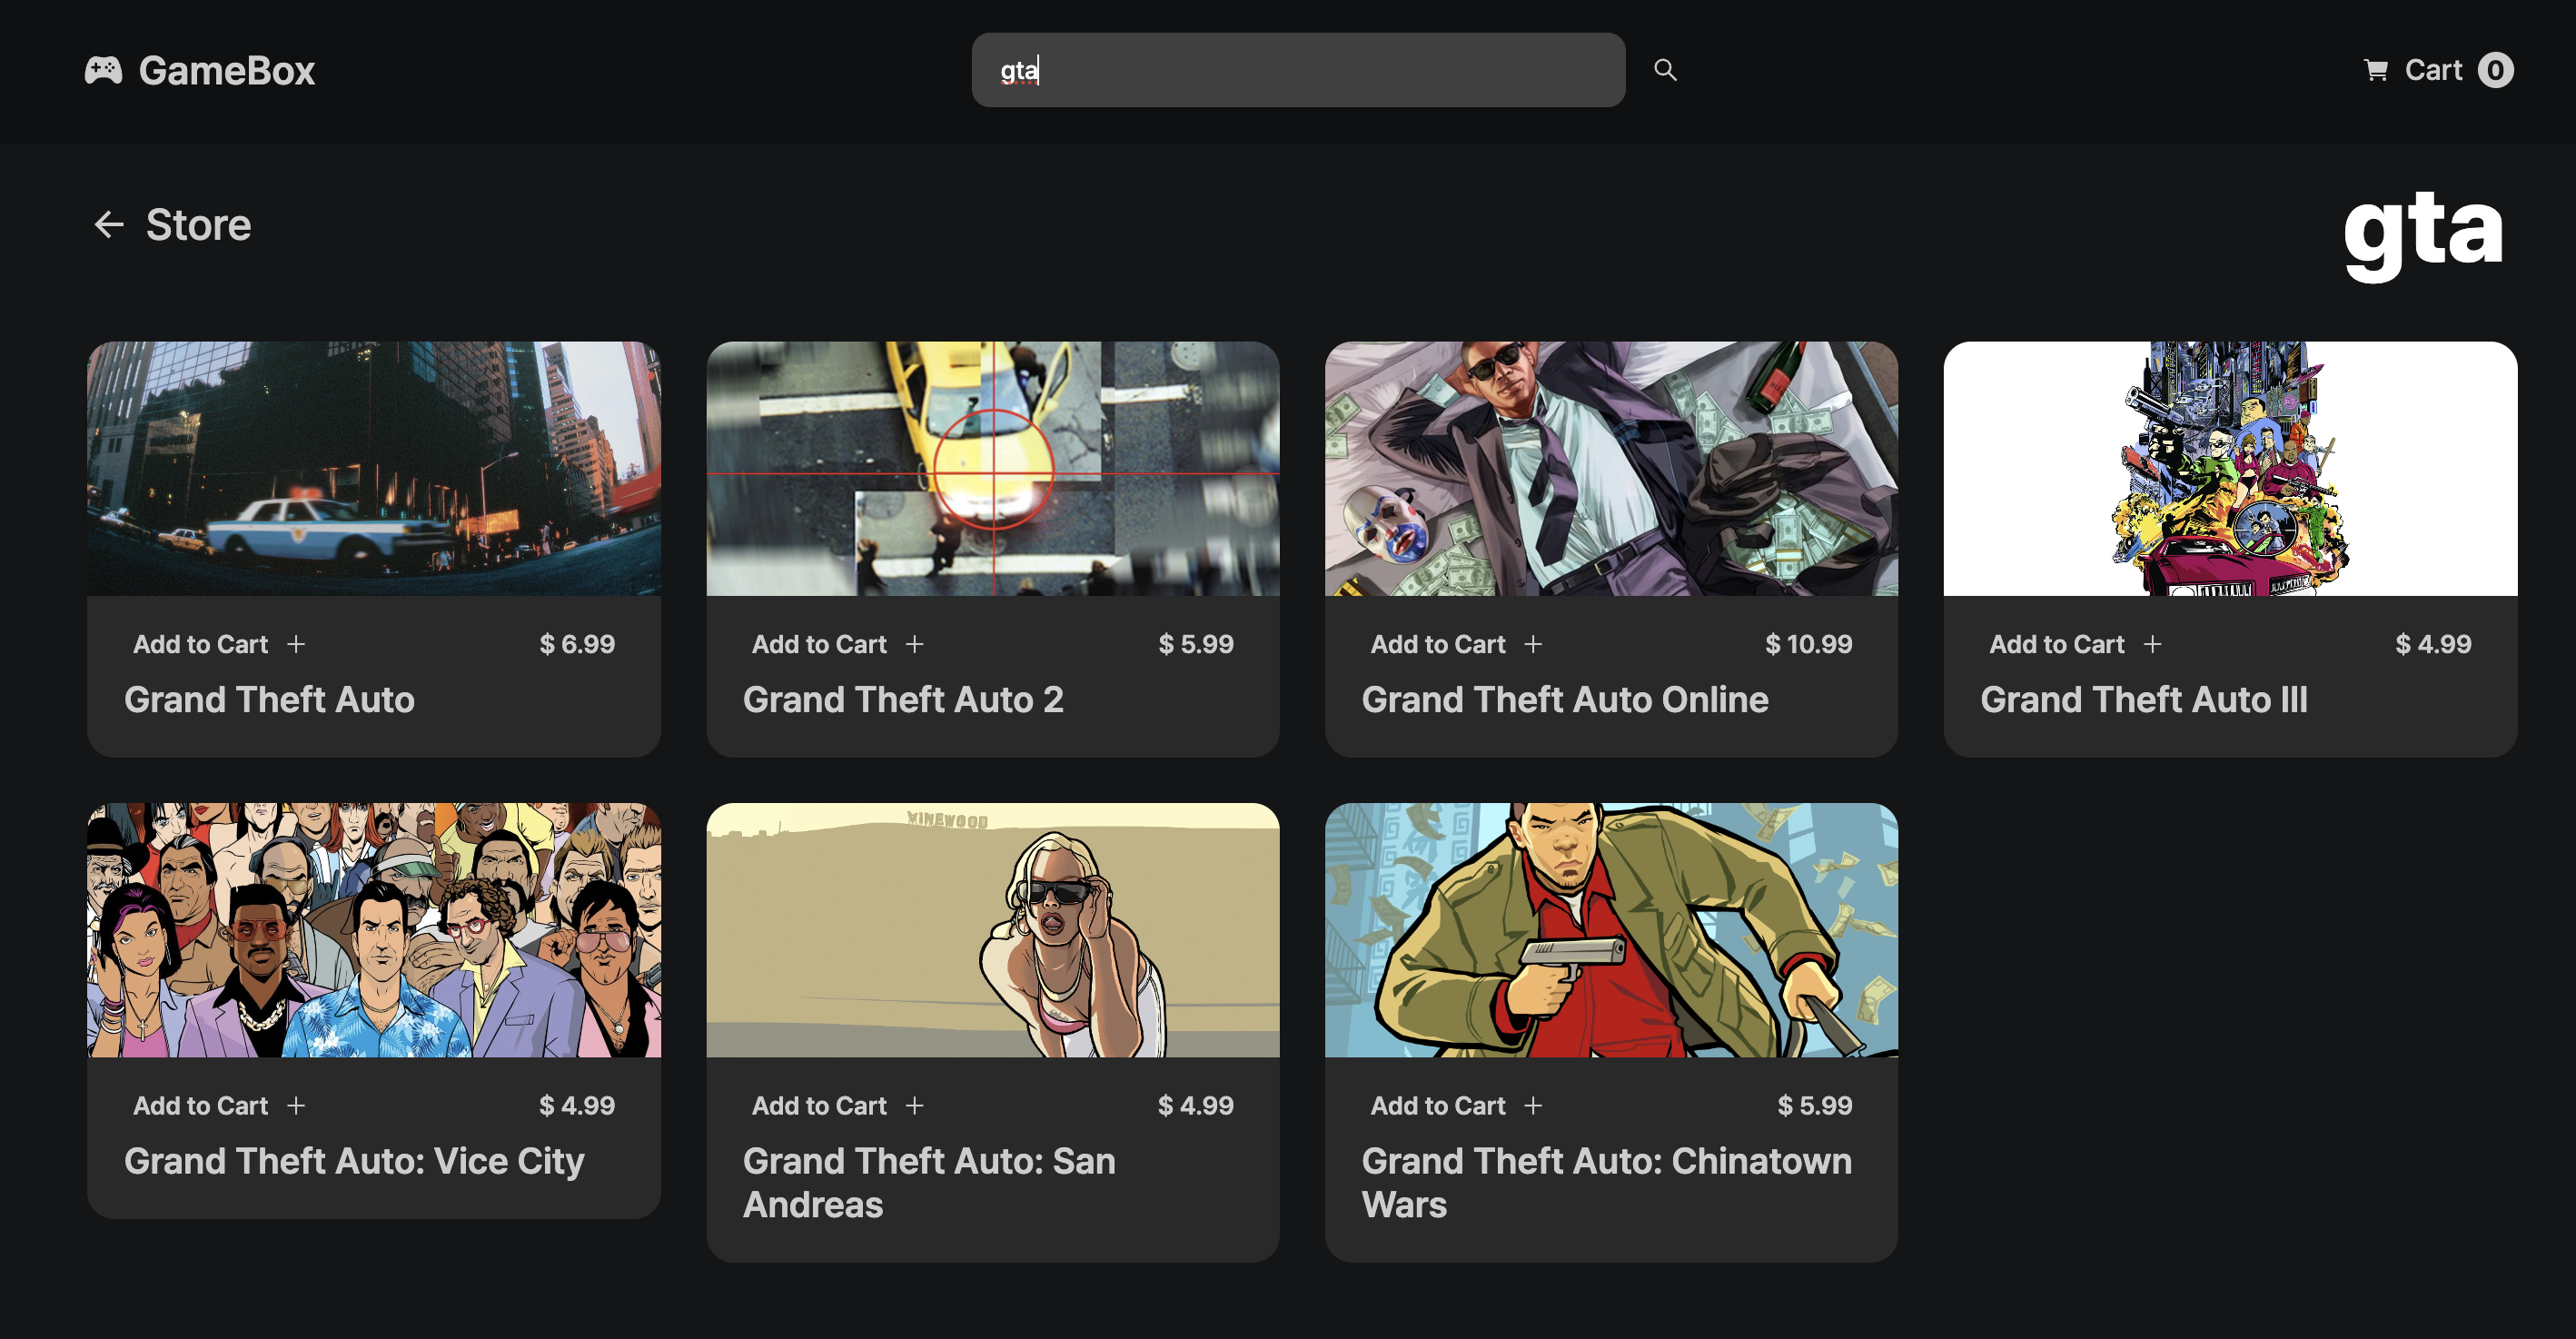 GameBox
gta
Cart 0
Store
gta
Add to Cart + $ 6.99
Grand Theft Auto
Add to Cart + $ 5.99
Grand Theft Auto 2
Add to Cart + $ 10.99
Grand Theft Auto Online
Add to Cart + $ 4.99
Grand Theft Auto III
VINEWOOD
Add to Cart + $ 4.99
Grand Theft Auto: Vice City
Add to Cart + $ 4.99
Grand Theft Auto: San
Andreas
Add to Cart + $ 5.99
Grand Theft Auto: Chinatown
Wars